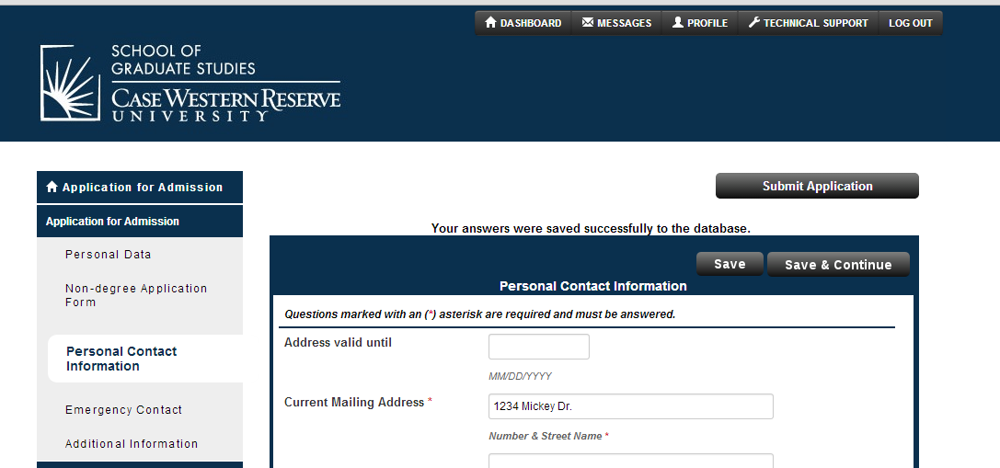 DASHBOARD MESSAGES PROFILE TECHNICAL SUPPORT LOG OUT
SCHOOL OF
GRADUATE STUDIES
CASE WESTERN RESERVE
UNIVERSITY
Application for Admission
Application for Admission
Personal Data
Non-degree Application
Form
Personal Contact
Information
Emergency Contact
Additional Information
Submit Application
Your answers were saved successfully to the database.
Save Save & Continue
Personal Contact Information
Questions marked with an (*) asterisk are required and must be answered.
Address valid until
MM/DD/YYYY
Current Mailing Address *
1234 Mickey Dr.
Number & Street Name *